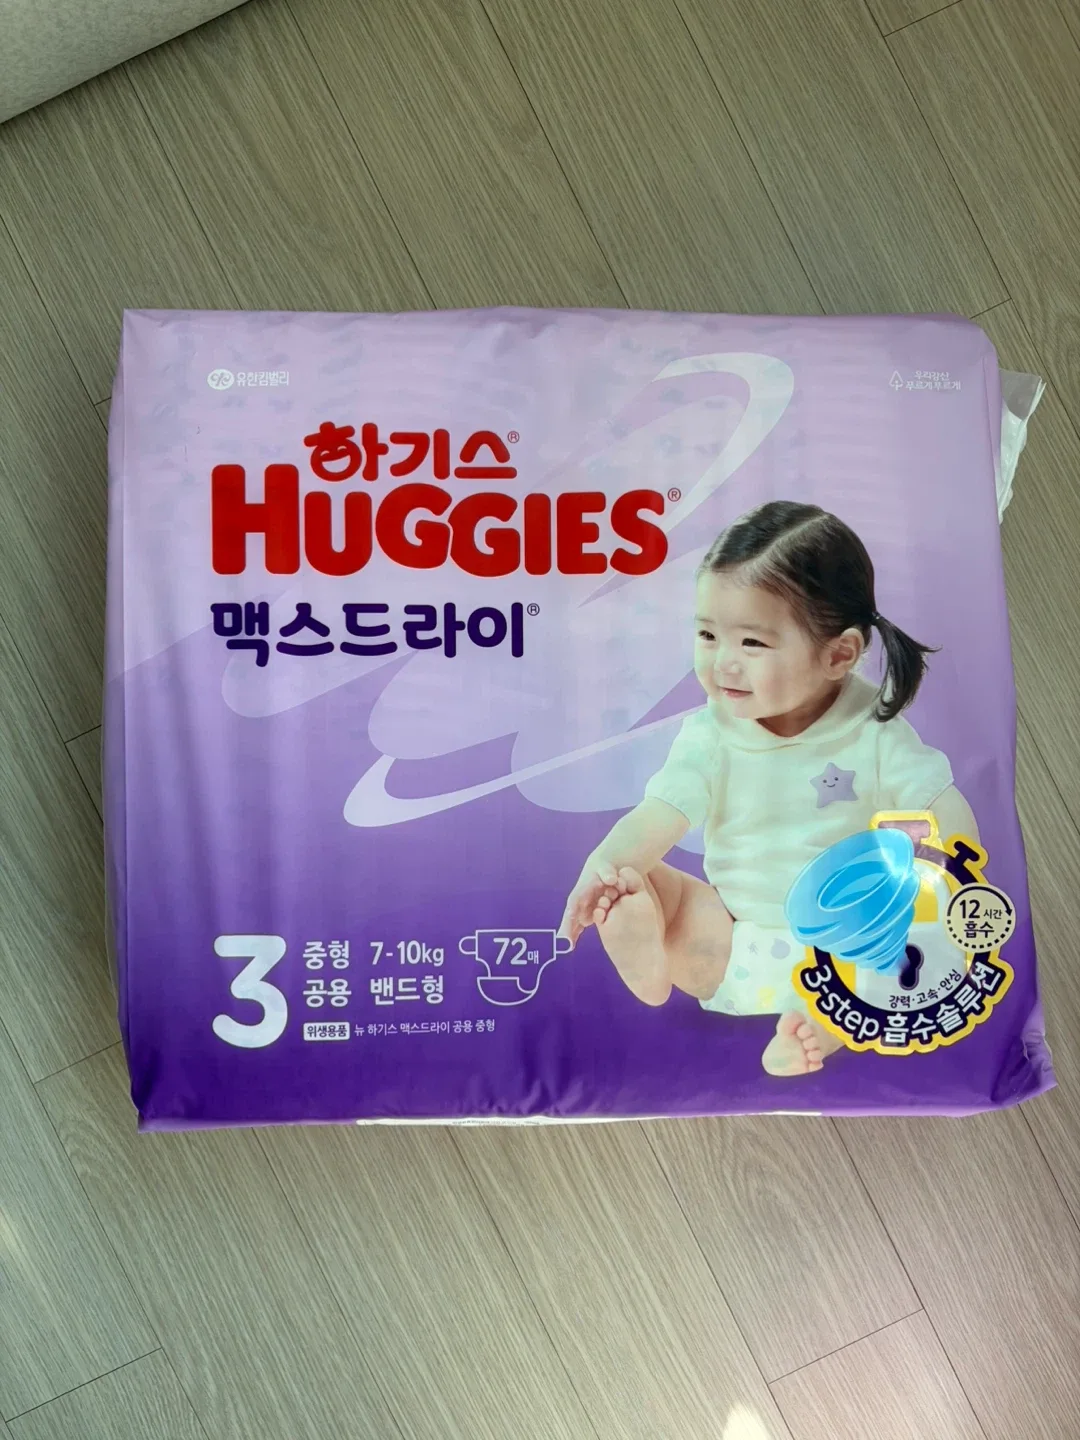 유한킴벌리
우리강산
푸르게 푸르게
하기스®
HUGGIES®
맥스드라이®
3
중형 7-10kg
공용 밴드형
72매
위생용품 뉴 하기스 맥스드라이 공용 중형
12시간
흡수
강력·고속·안심
3-step 흡수솔루션